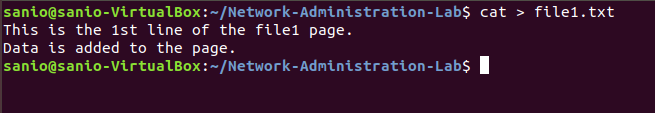 sanio@sanio-VirtualBox:~/Network-Administration-Lab$ cat > file1.txt
This is the 1st line of the file1 page.
Data is added to the page.
sanio@sanio-VirtualBox:~/Network-Administration-Lab$